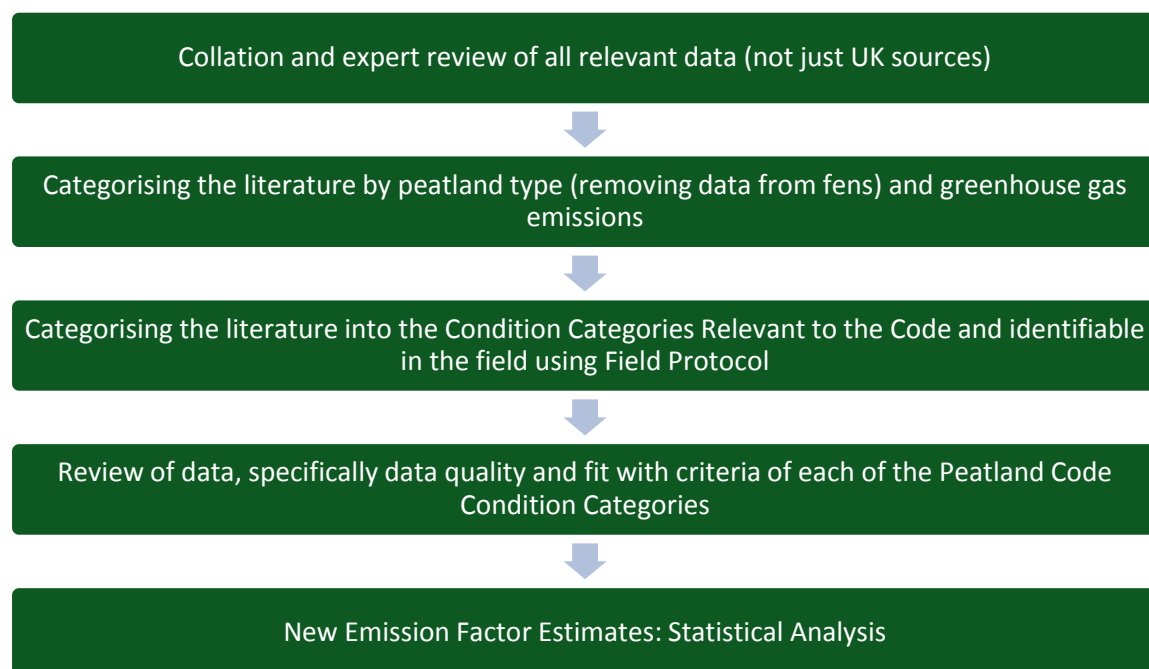 Collation and expert review of all relevant data (not just UK sources)
Categorising the literature by peatland type (removing data from fens) and greenhouse gas
emissions
Categorising the literature into the Condition Categories Relevant to the Code and identifiable
in the field using Field Protocol
Review of data, specifically data quality and fit with criteria of each of the Peatland Code
Condition Categories
New Emission Factor Estimates: Statistical Analysis